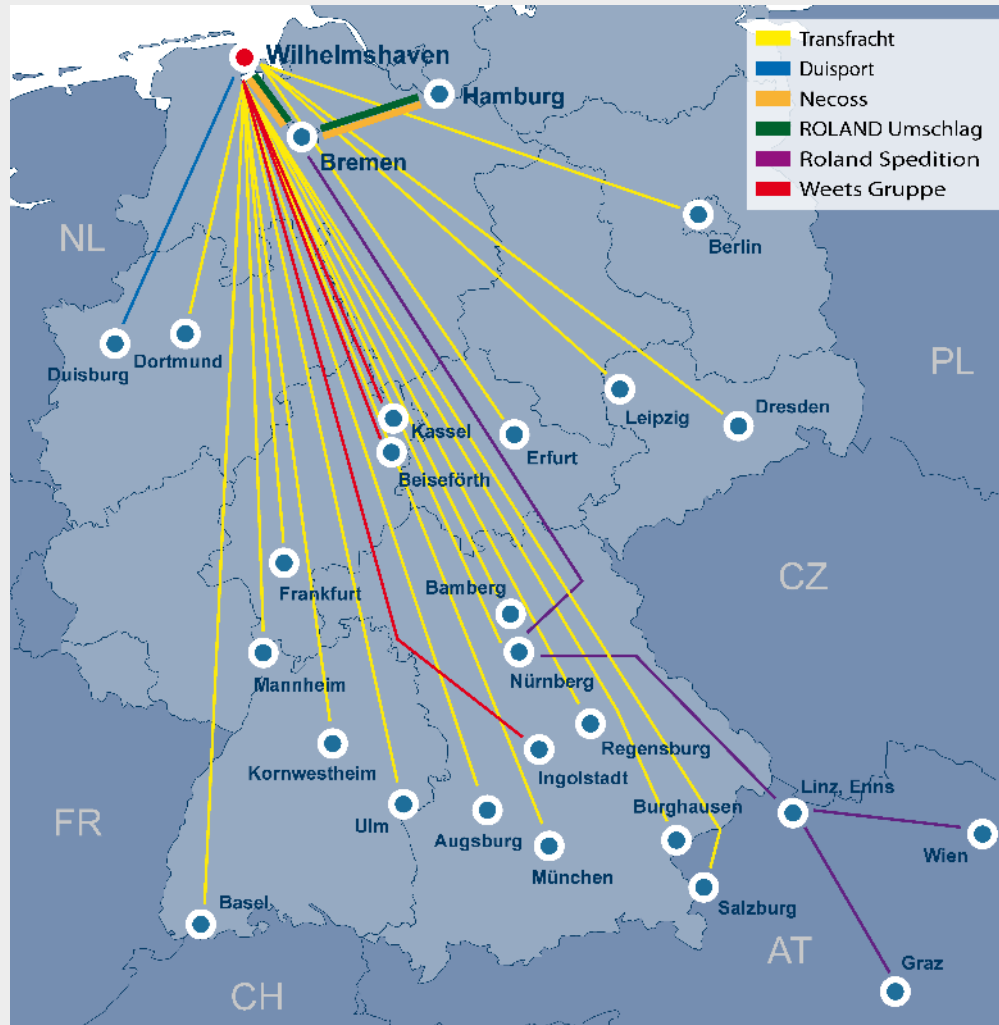 Wilhelmshaven
Transfracht
Duisport
Necoss
ROLAND Umschlag
Roland Spedition
Weets Gruppe
Hamburg
Bremen
NL
Berlin
Duisburg
Dortmund
PL
Leipzig
Dresden
Kassel
Erfurt
Beiseförth
CZ
Frankfurt
Bamberg
Mannheim
Nürnberg
Regensburg
Kornwestheim
Ingolstadt
Linz, Enns
Burghausen
FR
Ulm
Augsburg
Wien
München
Basel
Salzburg
AT
Graz
CH